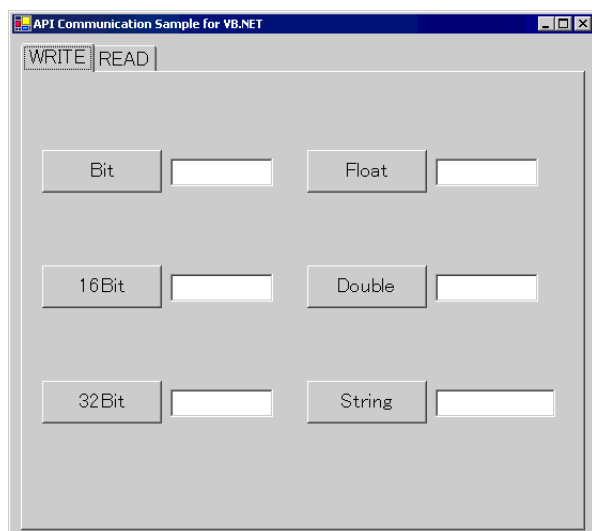 API Communication Sample for VB.NET
WRITE READ
Bit Float
16Bit Double
32Bit String